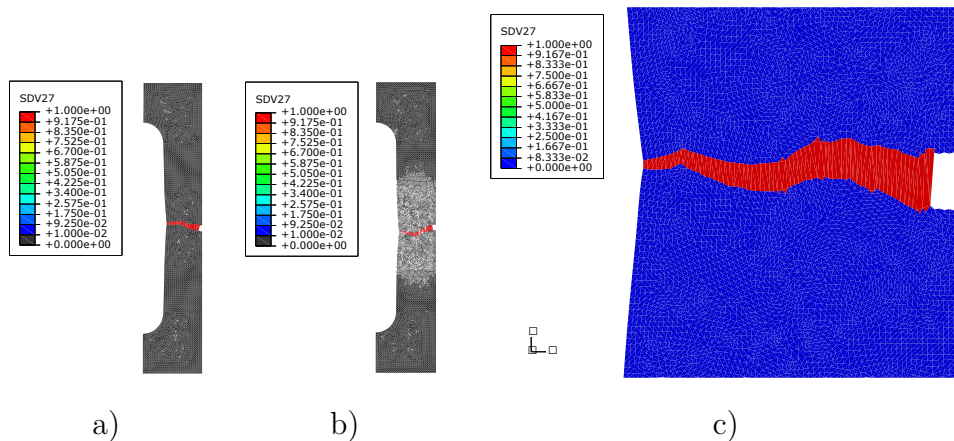 SDV27
+1.000e+00
+9.175e-01
+8.350e-01
+7.525e-01
+6.700e-01
+5.875e-01
+5.050e-01
+4.225e-01
+3.400e-01
+2.575e-01
+1.750e-01
+9.250e-02
+1.000e-02
+0.000e+00
SDV27
+1.000e+00
+9.175e-01
+8.350e-01
+7.525e-01
+6.700e-01
+5.875e-01
+5.050e-01
+4.225e-01
+3.400e-01
+2.575e-01
+1.750e-01
+9.250e-02
+1.000e-02
+0.000e+00
SDV27
+1.000e+00
+9.167e-01
+8.333e-01
+7.500e-01
+6.667e-01
+5.833e-01
+5.000e-01
+4.167e-01
+3.333e-01
+2.500e-01
+1.667e-01
+8.333e-02
+0.000e+00
a)
b)
c)